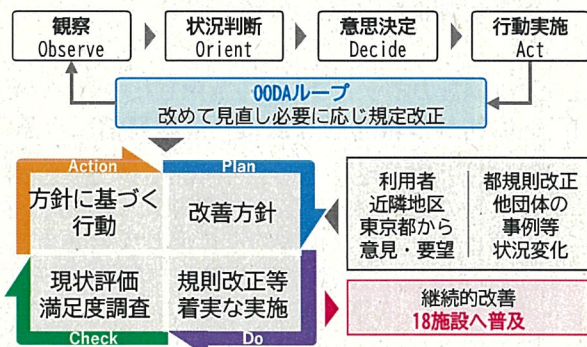 観察
Observe
状況判断
Orient
意思決定
Decide
行動実施
Act
OODAループ
改めて見直し必要に応じ規定改正
Action
方針に基づく
行動
Plan
改善方針
現状評価
満足度調査
Check
規則改正等
着実な実施
Do
利用者
近隣地区
東京都から
意見・要望
都規則改正
他団体の
事例等
状況変化
継続的改善
18施設へ普及